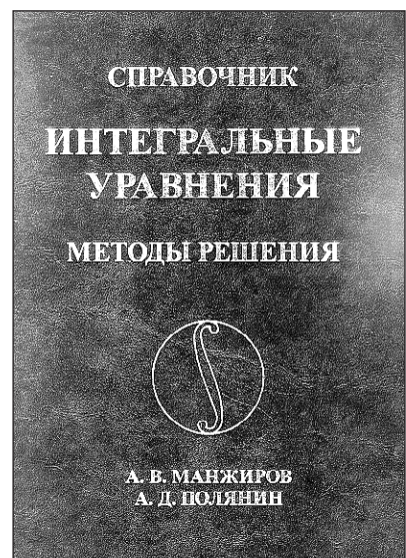 СПРАВОЧНИК
ИНТЕГРАЛЬНЫЕ
УРАВНЕНИЯ
МЕТОДЫ РЕШЕНИЯ
А. В. МАНЖИРОВ
А. Д. ПОЛЯНИН